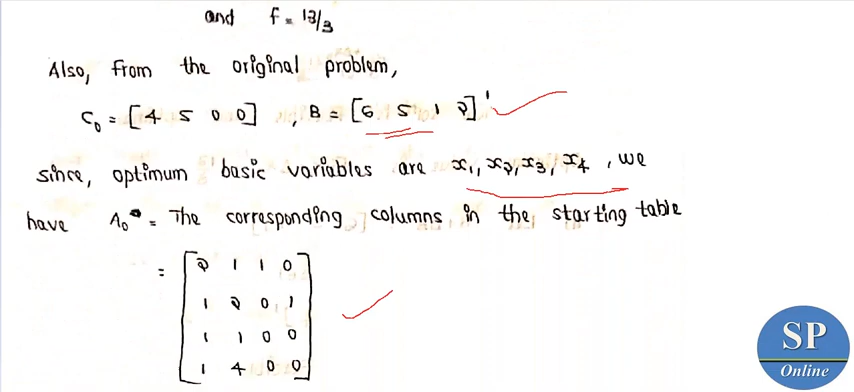 and f = 13/3
Also, from the original problem,
C₀ = [4 5 0 0] , B = [6 5 1 2]'
since, optimum basic variables are x₁, x₂, x₃, x₄ , we
have A₀ = The corresponding columns in the starting table
= [2 1 1 0
1 2 0 1
1 1 0 0
1 4 0 0]
SP
Online